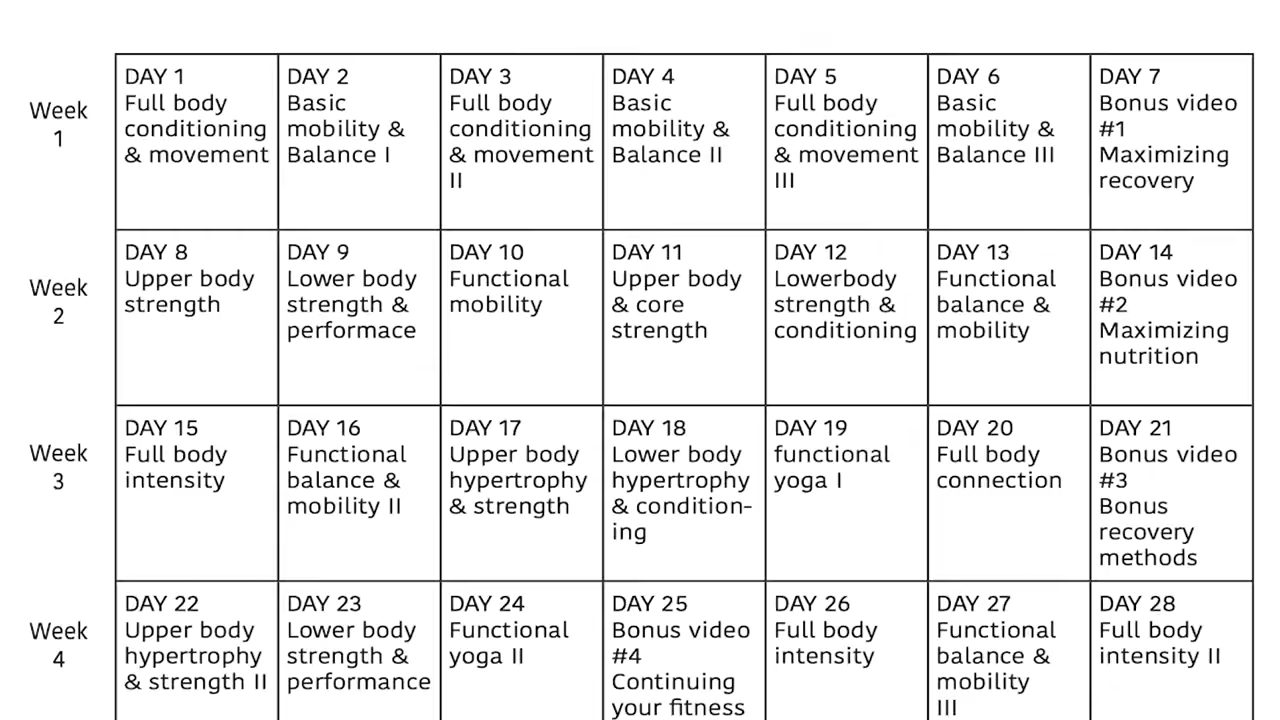 Week
1
DAY 1
Full body
conditioning
& movement
DAY 2
Basic
mobility &
Balance I
DAY 3
Full body
conditioning
& movement
II
DAY 4
Basic
mobility &
Balance II
DAY 5
Full body
conditioning
& movement
III
DAY 6
Basic
mobility &
Balance III
DAY 7
Bonus video
#1
Maximizing
recovery
Week
2
DAY 8
Upper body
strength
DAY 9
Lower body
strength &
performace
DAY 10
Functional
mobility
DAY 11
Upper body
& core
strength
DAY 12
Lowerbody
strength &
conditioning
DAY 13
Functional
balance &
mobility
DAY 14
Bonus video
#2
Maximizing
nutrition
Week
3
DAY 15
Full body
intensity
DAY 16
Functional
balance &
mobility II
DAY 17
Upper body
hypertrophy
& strength
DAY 18
Lower body
hypertrophy
& condition-
ing
DAY 19
functional
yoga I
DAY 20
Full body
connection
DAY 21
Bonus video
#3
Bonus
recovery
methods
Week
4
DAY 22
Upper body
hypertrophy
& strength II
DAY 23
Lower body
strength &
performance
DAY 24
Functional
yoga II
DAY 25
Bonus video
#4
Continuing
your fitness
DAY 26
Full body
intensity
DAY 27
Functional
balance &
mobility
III
DAY 28
Full body
intensity II